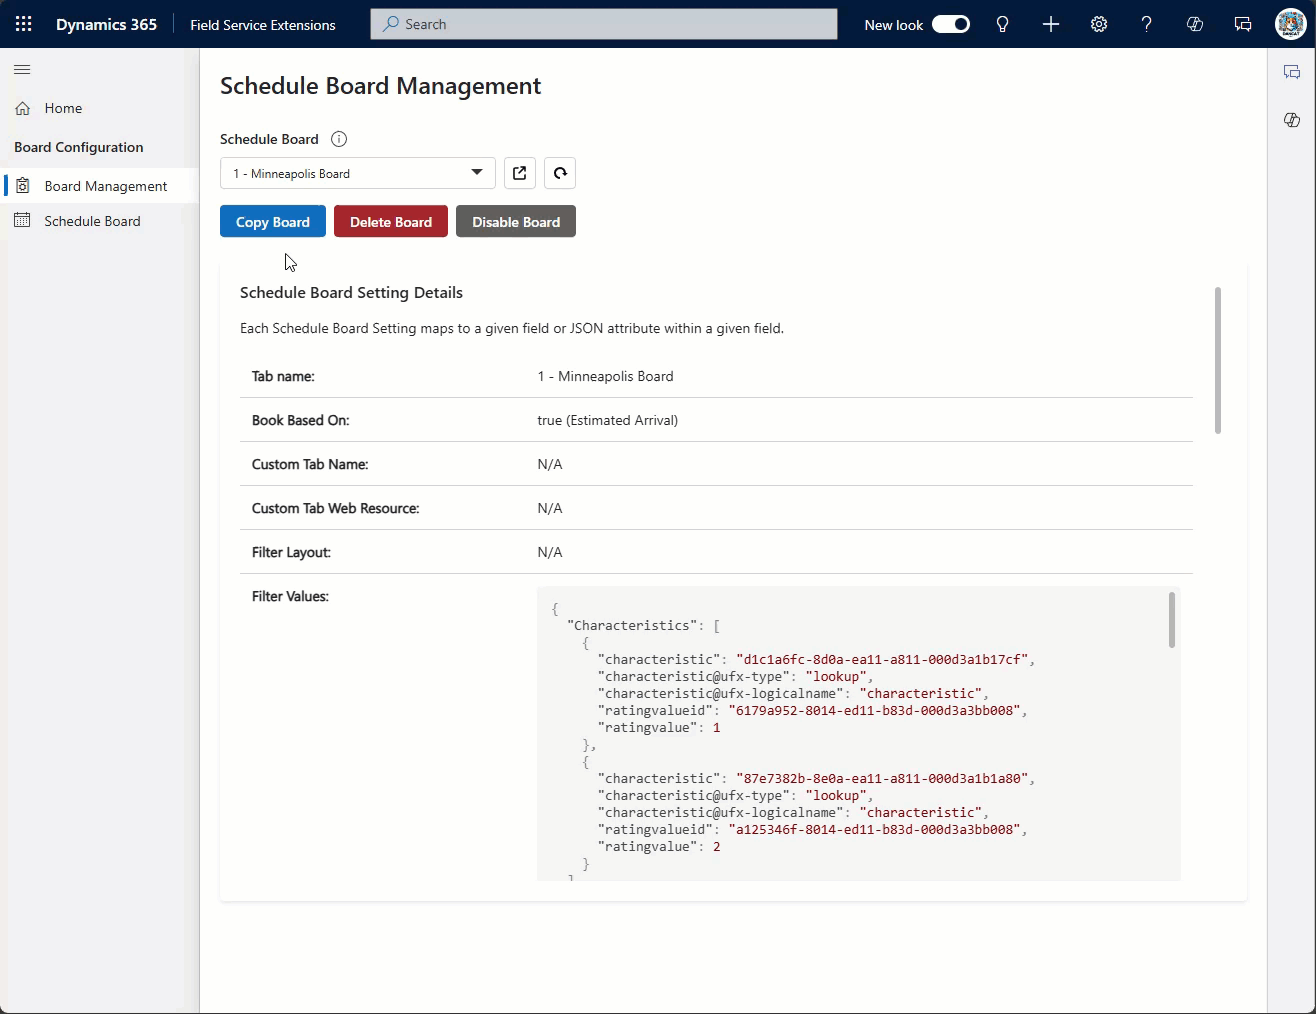 Dynamics 365
Field Service Extensions
Search
New look
Home
Board Configuration
Board Management
Schedule Board
Schedule Board Management
Schedule Board
1 - Minneapolis Board
Copy Board
Delete Board
Disable Board
Schedule Board Setting Details
Each Schedule Board Setting maps to a given field or JSON attribute within a given field.
Tab name: 1 - Minneapolis Board
Book Based On: true (Estimated Arrival)
Custom Tab Name: N/A
Custom Tab Web Resource: N/A
Filter Layout: N/A
Filter Values:
{
"Characteristics": [
{
"characteristic": "d1c1a6fc-8d0a-ea11-a811-000d3a1b17cf",
"characteristic@ufx-type": "lookup",
"characteristic@ufx-logicalname": "characteristic",
"ratingvalueid": "6179a952-8014-ed11-b83d-000d3a3bb008",
"ratingvalue": 1
},
{
"characteristic": "87e7382b-8e0a-ea11-a811-000d3a1b1a80",
"characteristic@ufx-type": "lookup",
"characteristic@ufx-logicalname": "characteristic",
"ratingvalueid": "a125346f-8014-ed11-b83d-000d3a3bb008",
"ratingvalue": 2
}
]